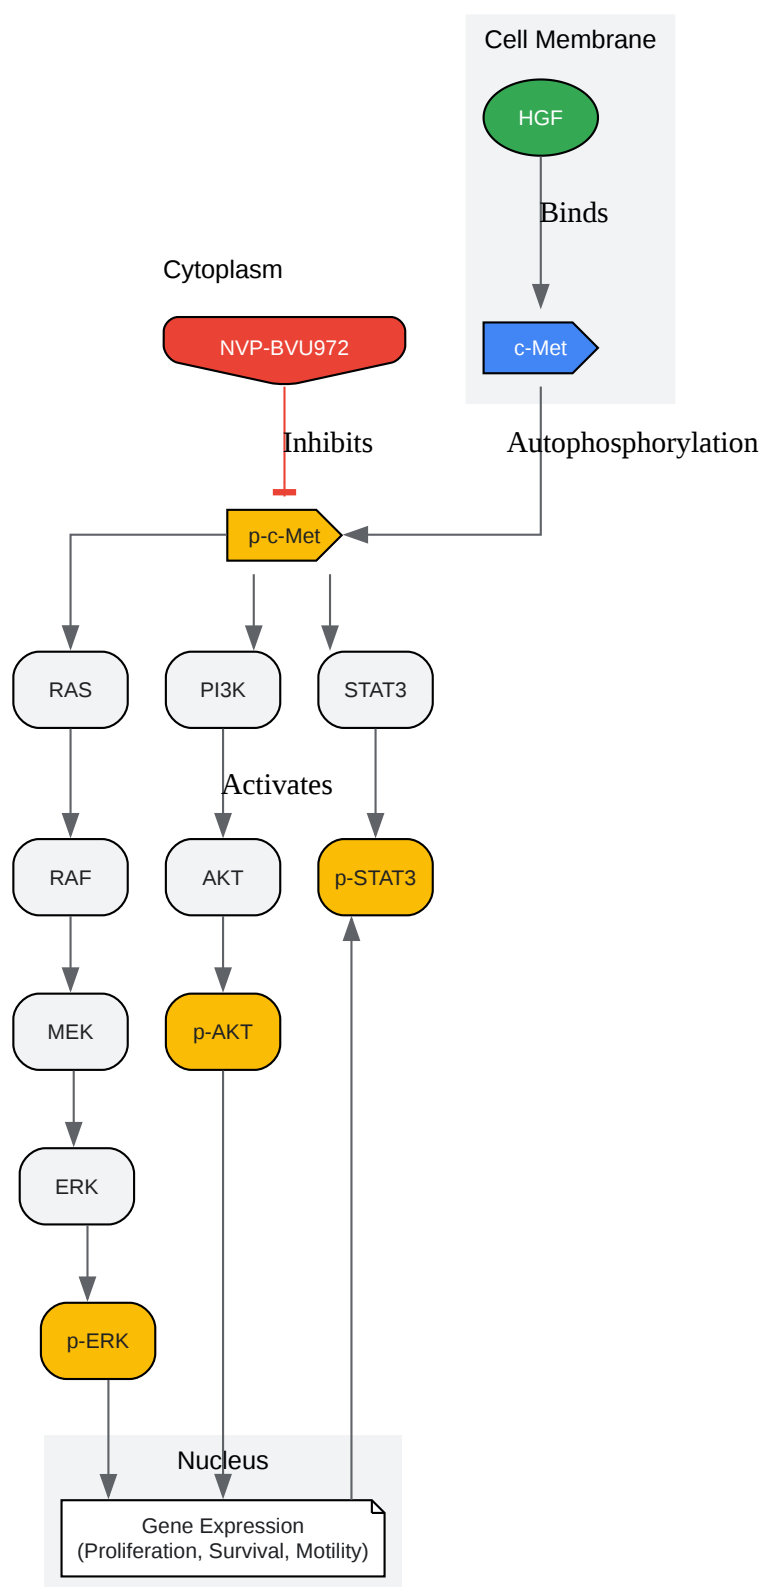 Cell Membrane
HGF
Binds
Cytoplasm
NVP-BVU972
c-Met
Inhibits
Autophosphorylation
p-c-Met
RAS
PI3K
STAT3
Activates
RAF
AKT
p-STAT3
MEK
p-AKT
ERK
p-ERK
Nucleus
Gene Expression
(Proliferation, Survival, Motility)